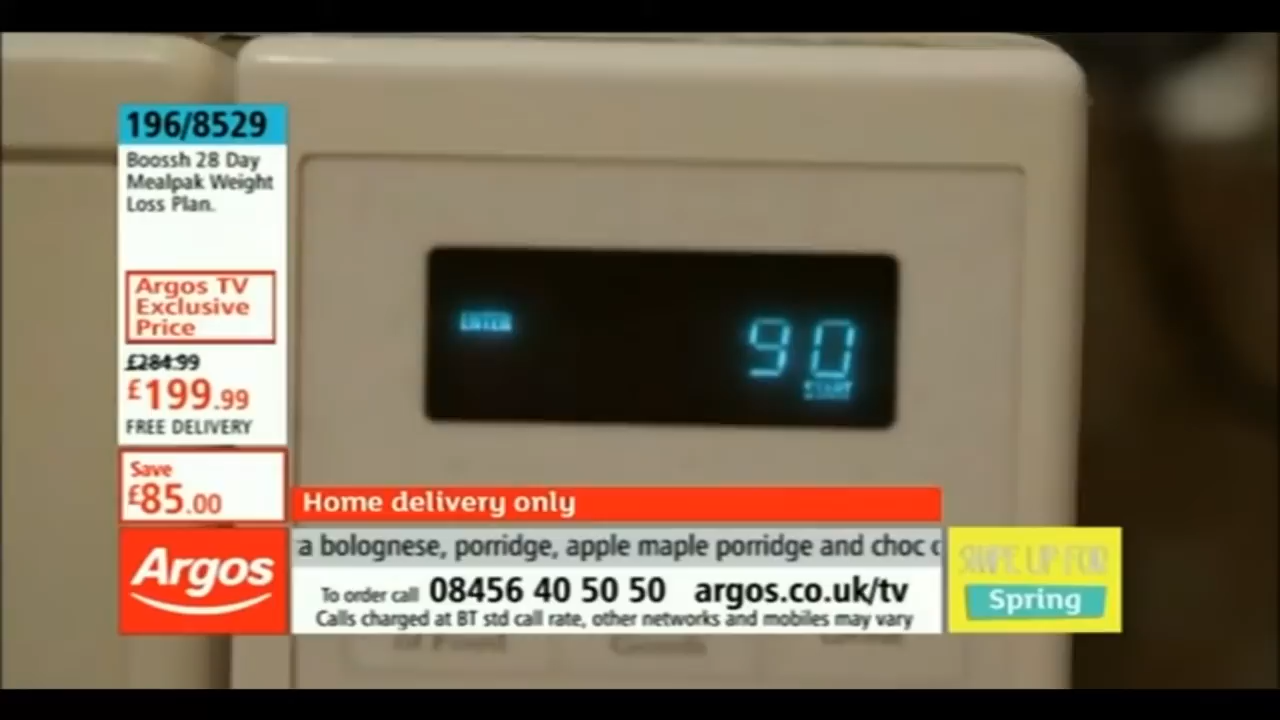 196/8529
Boossh 28 Day
Mealpak Weight
Loss Plan.
Argos TV
Exclusive
Price
£284.99
£199.99
FREE DELIVERY
Save
£85.00
ENTER
90
START
Home delivery only
a bolognese, porridge, apple maple porridge and choc
Argos
To order call 08456 40 50 50 argos.co.uk/tv
Calls charged at BT std call rate, other networks and mobiles may vary
SHAPE UP FOR
Spring